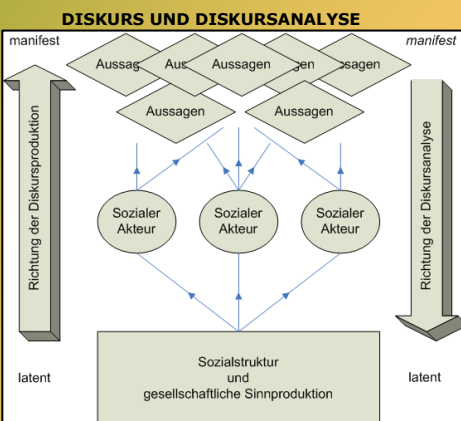 DISKURS UND DISKURSANALYSE
manifest
manifest
Aussagen
Aussagen
Aussagen
Aussagen
Richtung der Diskursproduktion
Richtung der Diskursanalyse
Sozialer
Akteur
Sozialer
Akteur
Sozialer
Akteur
Sozialstruktur
und
gesellschaftliche Sinnproduktion
latent
latent